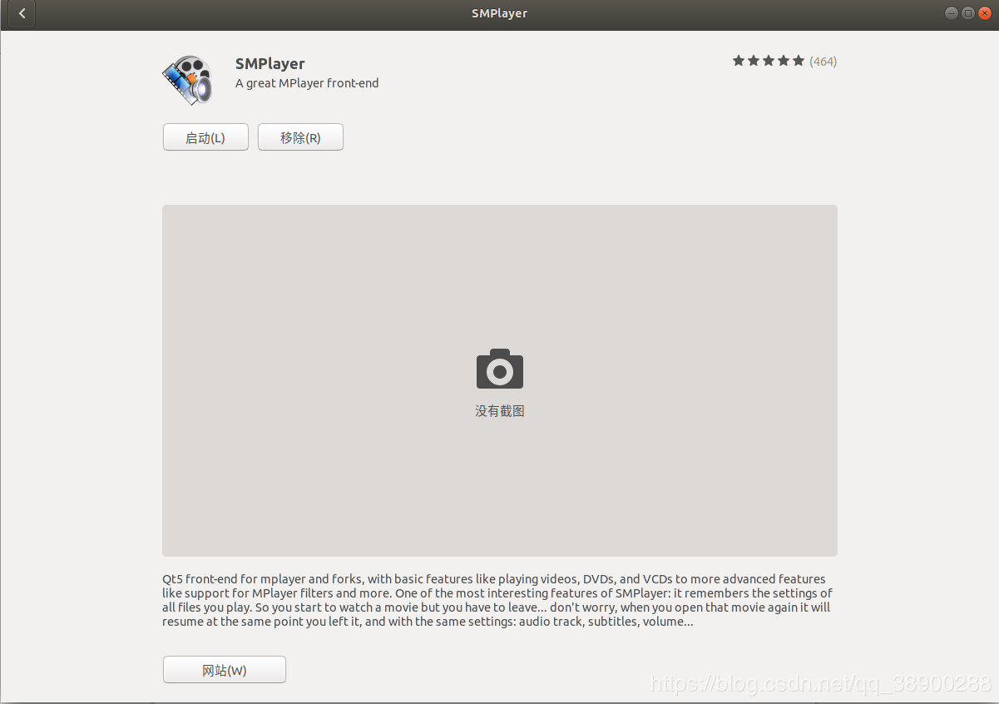 SMPlayer
SMPlayer
(464)
A great MPlayer front-end
启动(L)
移除(R)
没有截图
Qt5 front-end for mplayer and forks, with basic features like playing videos, DVDs, and VCDs to more advanced features
like support for MPlayer filters and more. One of the most interesting features of SMPlayer: it remembers the settings of
all files you play. So you start to watch a movie but you have to leave... don't worry, when you open that movie again it will
resume at the same point you left it, and with the same settings: audio track, subtitles, volume...
网站(W)
https://blog.csdn.net/qq_38900288